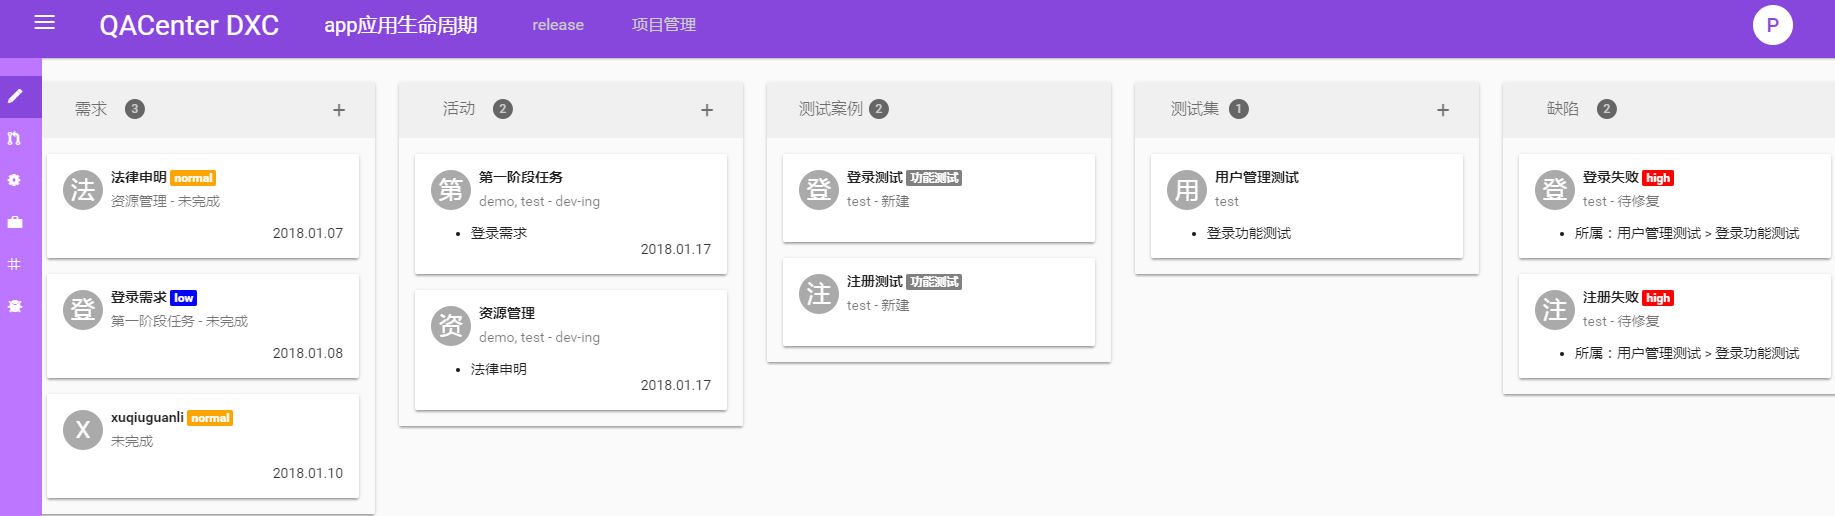 QACenter DXC app应用生命周期 release 项目管理 P
需求 3 +
法 法律申明 normal
资源管理 - 未完成
2018.01.07
登 登录需求 low
第一阶段任务 - 未完成
2018.01.08
X xuqiuguanli normal
未完成
2018.01.10
活动 2 +
第 第一阶段任务
demo, test - dev-ing
• 登录需求
2018.01.17
资 资源管理
demo, test - dev-ing
• 法律申明
2018.01.17
测试案例 2
登 登录测试 功能测试
test - 新建
注 注册测试 功能测试
test - 新建
测试集 1 +
用 用户管理测试
test
• 登录功能测试
缺陷 2
登 登录失败 high
test - 待修复
• 所属：用户管理测试 > 登录功能测试
注 注册失败 high
test - 待修复
• 所属：用户管理测试 > 登录功能测试